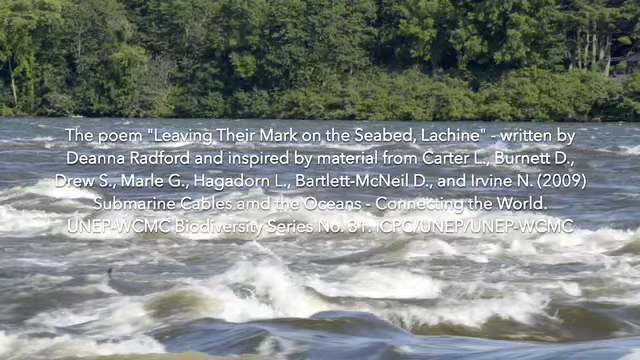 The poem "Leaving Their Mark on the Seabed, Lachine" - written by
Deanna Radford and inspired by material from Carter L., Burnett D.,
Drew S., Marle G., Hagadorn L., Bartlett-McNeil D., and Irvine N. (2009)
Submarine Cables amd the Oceans - Connecting the World.
UNEP-WCMC Biodiversity Series No. 31. ICPC/UNEP/UNEP-WCMC